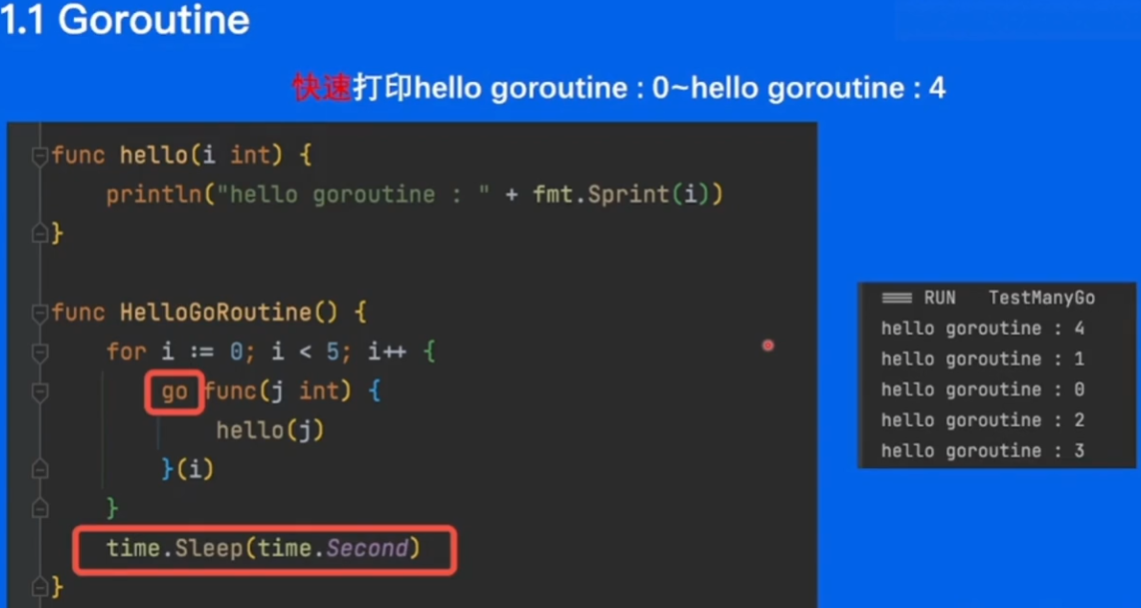 1.1 Goroutine
快速打印hello goroutine : 0~hello goroutine : 4
func hello(i int) {
println("hello goroutine : " + fmt.Sprint(i))
}
func HelloGoRoutine() {
for i := 0; i < 5; i++ {
go func(j int) {
hello(j)
}(i)
}
time.Sleep(time.Second)
}
=== RUN TestManyGo
hello goroutine : 4
hello goroutine : 1
hello goroutine : 0
hello goroutine : 2
hello goroutine : 3